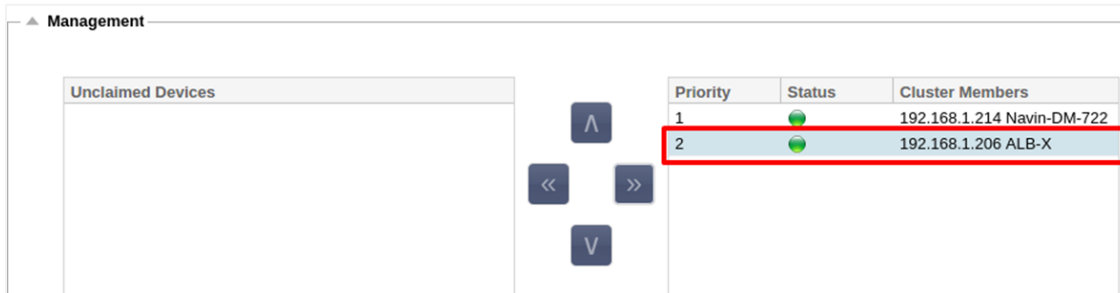 Management
Unclaimed Devices
Priority Status Cluster Members
1 192.168.1.214 Navin-DM-722
2 192.168.1.206 ALB-X